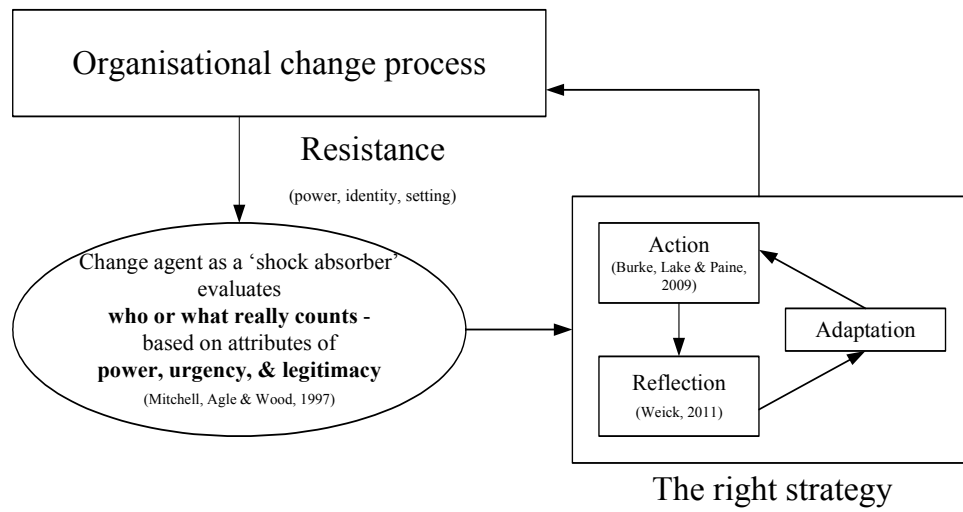 Organisational change process
Resistance
(power, identity, setting)
Change agent as a ‘shock absorber’
evaluates
who or what really counts -
based on attributes of
power, urgency, & legitimacy
(Mitchell, Agle & Wood, 1997)
Action
(Burke, Lake & Paine,
2009)
Adaptation
Reflection
(Weick, 2011)
The right strategy